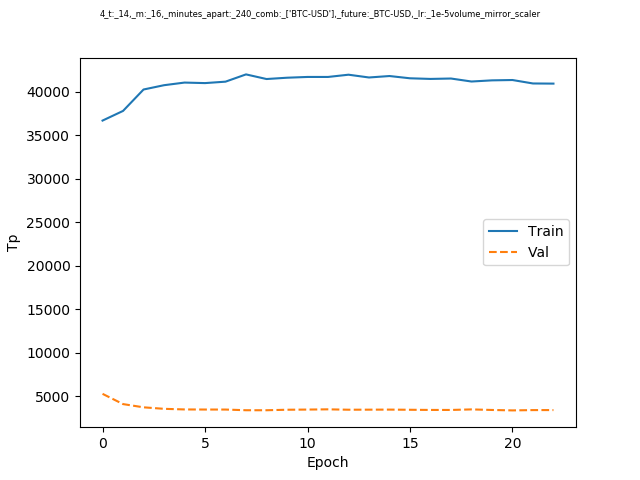 4_t:_14,_m:_16,_minutes_apart:_240_comb:_['BTC-USD'],_future:_BTC-USD,_lr:_1e-5volume_mirror_scaler
40000
35000
30000
25000
20000
15000
10000
5000
Tp
Train
Val
0 5 10 15 20
Epoch